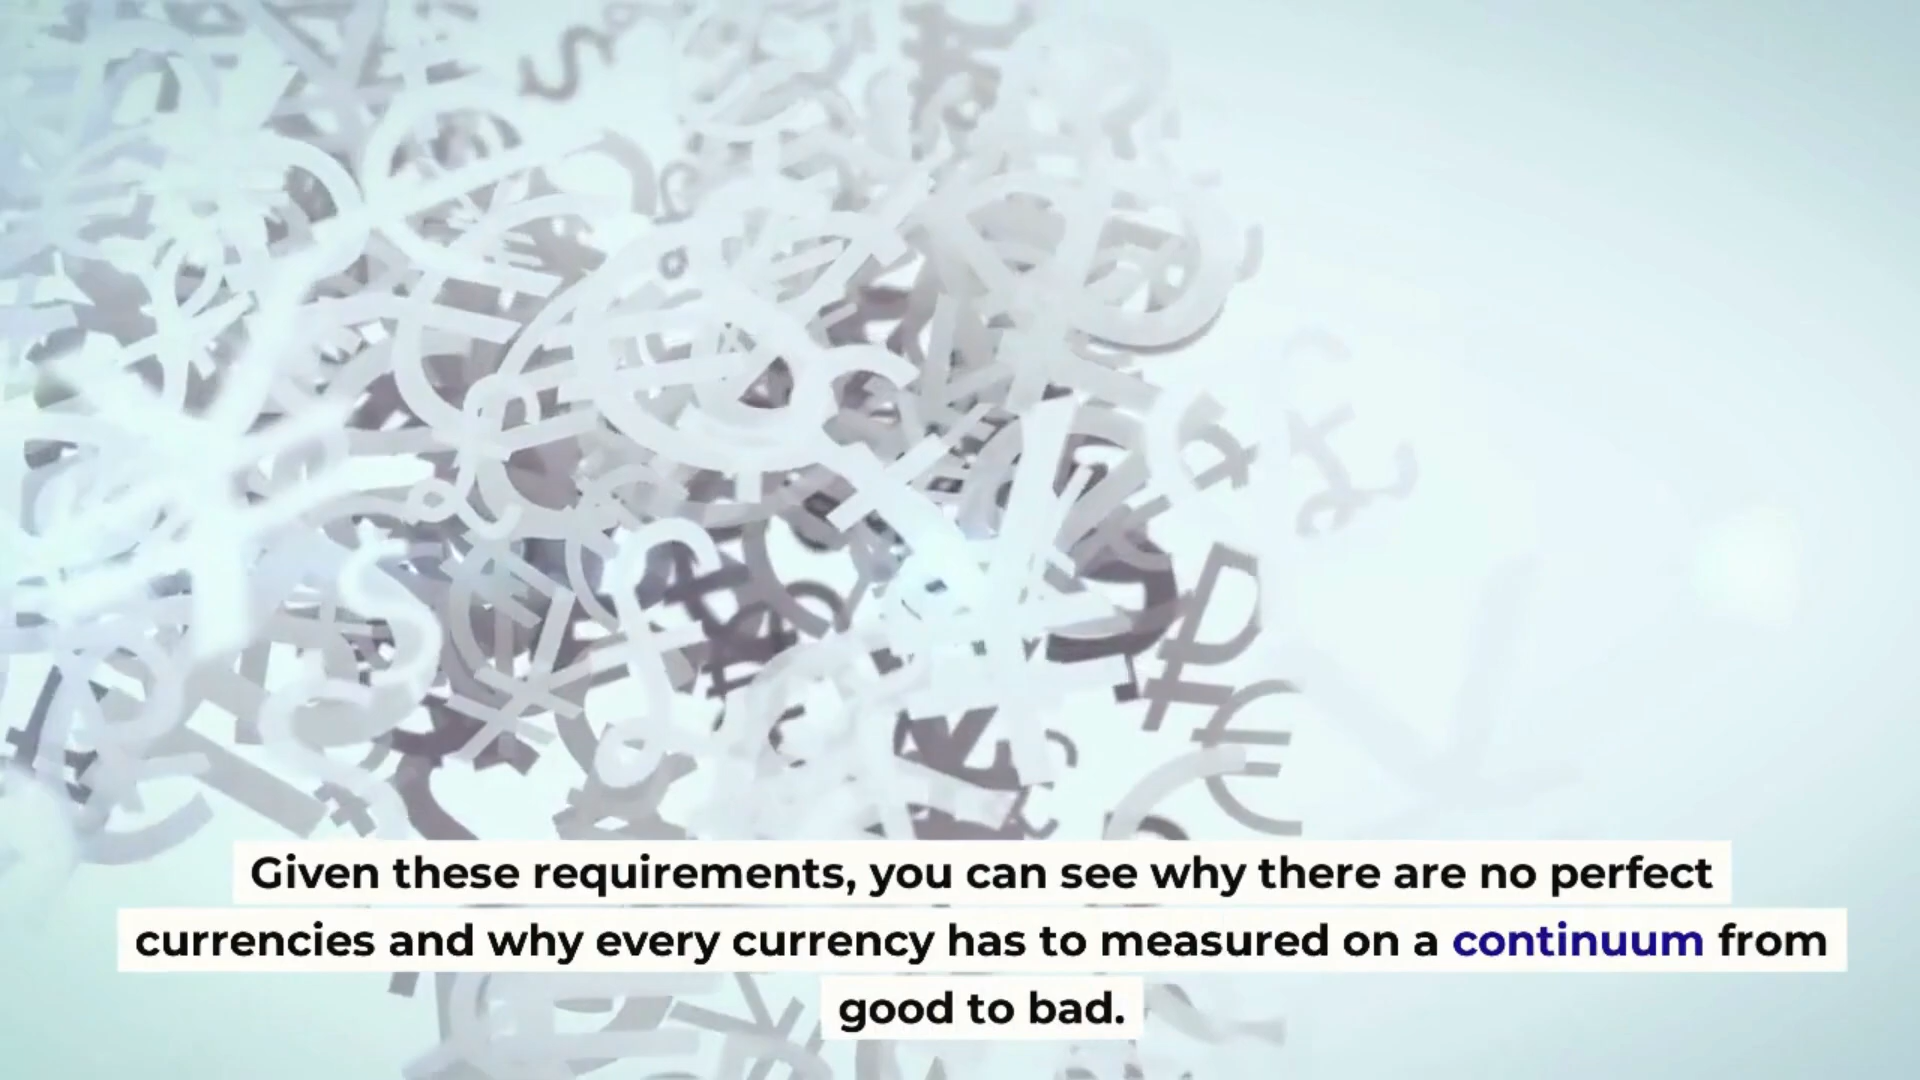 Given these requirements, you can see why there are no perfect
currencies and why every currency has to measured on a continuum from
good to bad.